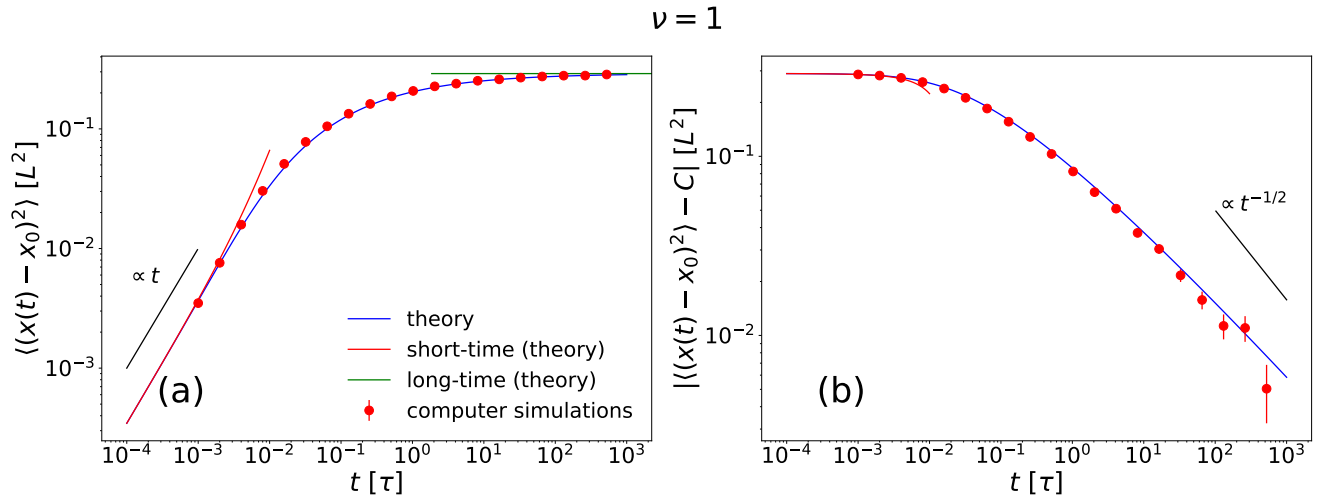 ν = 1
⟨(x(t) − x₀)²⟩ [L²]
10⁻¹
10⁻²
10⁻³
∝ t
theory
short-time (theory)
long-time (theory)
computer simulations
(a)
10⁻⁴ 10⁻³ 10⁻² 10⁻¹ 10⁰ 10¹ 10² 10³
t [τ]
|⟨(x(t) − x₀)²⟩ − C| [L²]
10⁻¹
10⁻²
∝ t⁻¹ᐟ²
(b)
10⁻⁴ 10⁻³ 10⁻² 10⁻¹ 10⁰ 10¹ 10² 10³
t [τ]